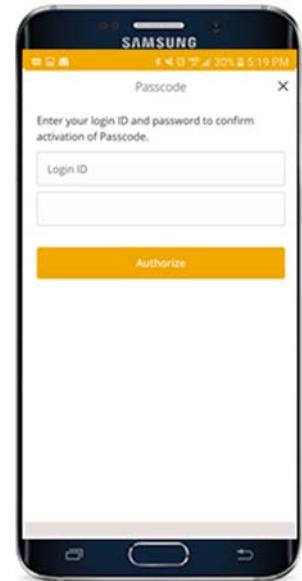 SAMSUNG
30% 5:19 PM
Passcode
Enter your login ID and password to confirm
activation of Passcode.
Login ID
Authorize